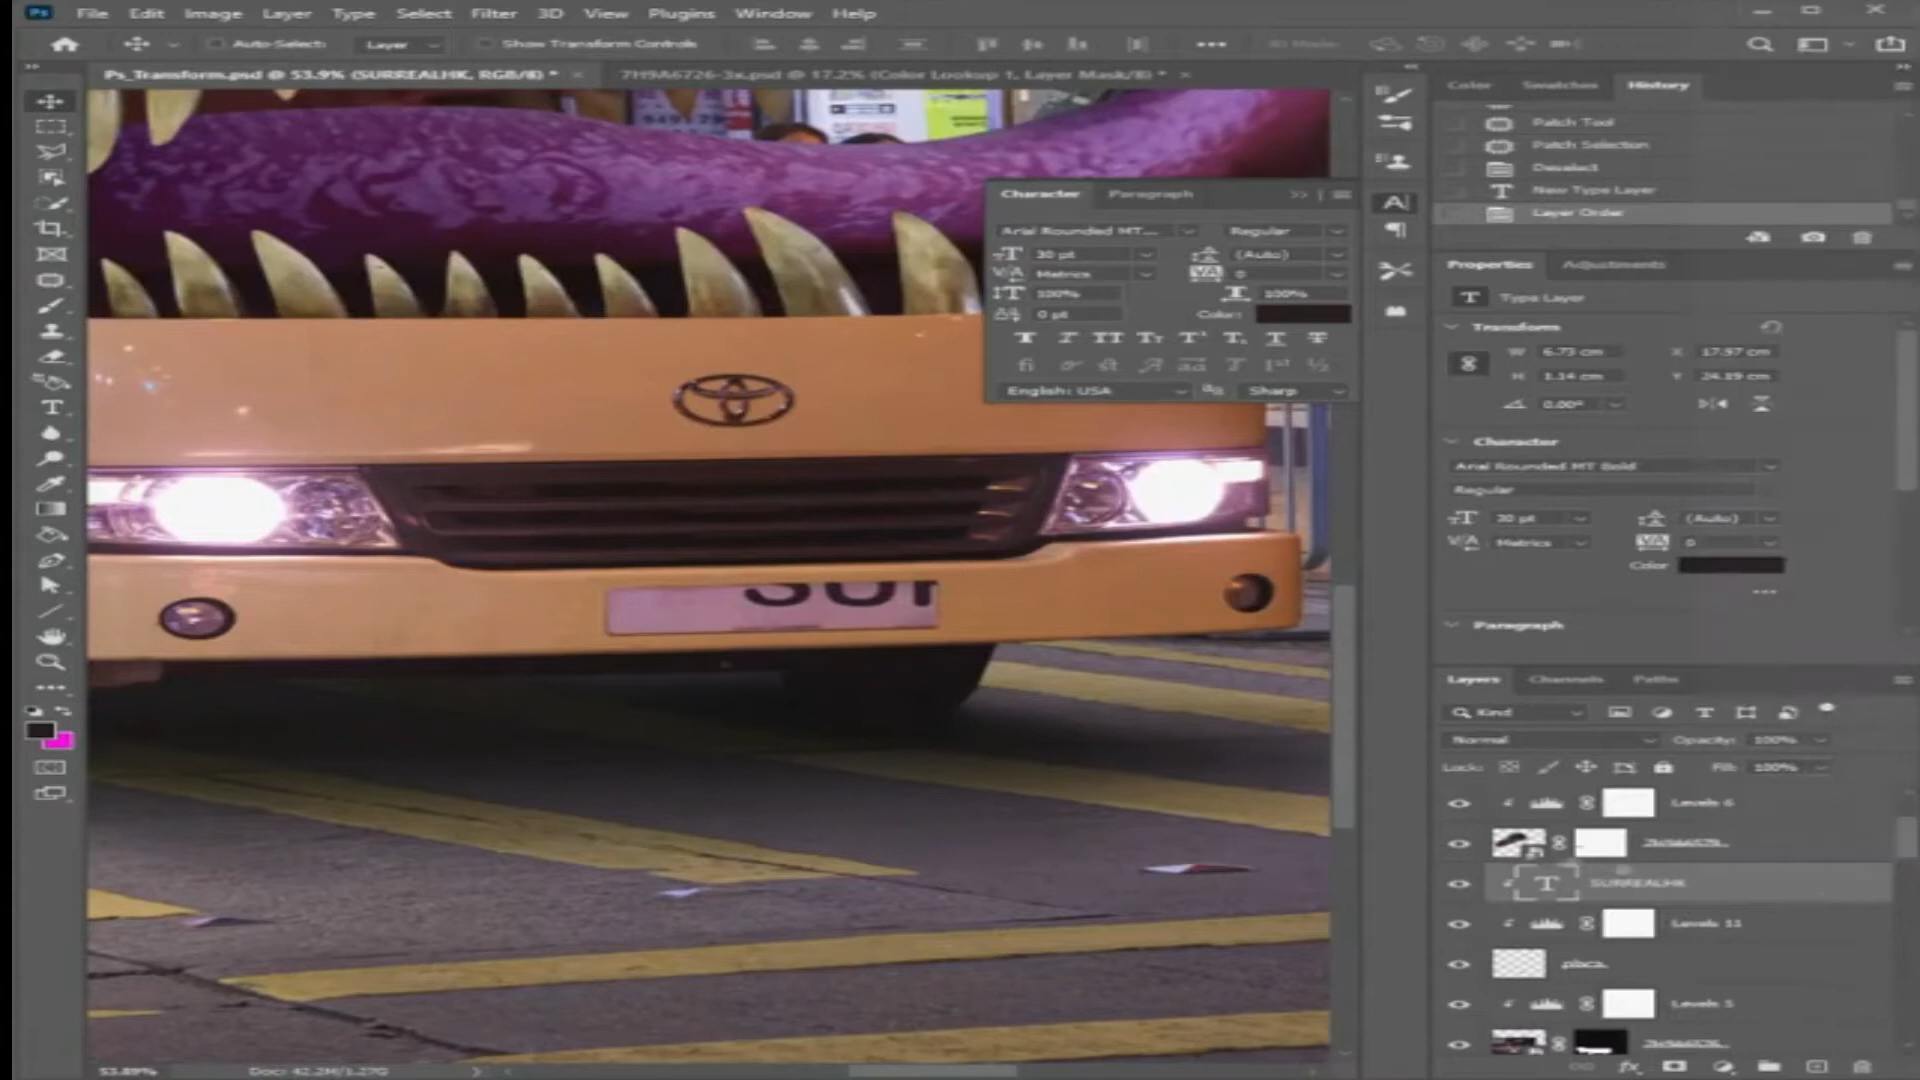 Ps File Edit Image Layer Type Select Filter 3D View Plugins Window Help
Auto-Select: Layer Show Transform Controls 3D Mode:
Ps_Transform.psd @ 53.9% (SURREALHK, RGB/8) * 7H9A6726-3x.psd @ 17.2% (Color Lookup 1, Layer Mask/8) *
Color Swatches History
Patch Tool
Patch Selection
Deselect
New Type Layer
Layer Order
Character Paragraph
Arial Rounded MT... Regular
30 pt (Auto)
Metrics 0
100% 100%
0 pt Color:
English: USA Sharp
Properties Adjustments
Type Layer
Transform
W 6.73 cm X 17.97 cm
H 1.14 cm Y 24.19 cm
0.00°
Character
Arial Rounded MT Bold
Regular
30 pt (Auto)
Metrics 0
Color
Paragraph
Layers Channels Paths
Kind
Normal Opacity: 100%
Lock: Fill: 100%
Levels 6
SURREALHK
Levels 11
placa
Levels 5
53.89% Doc: 42.2M/1.27G